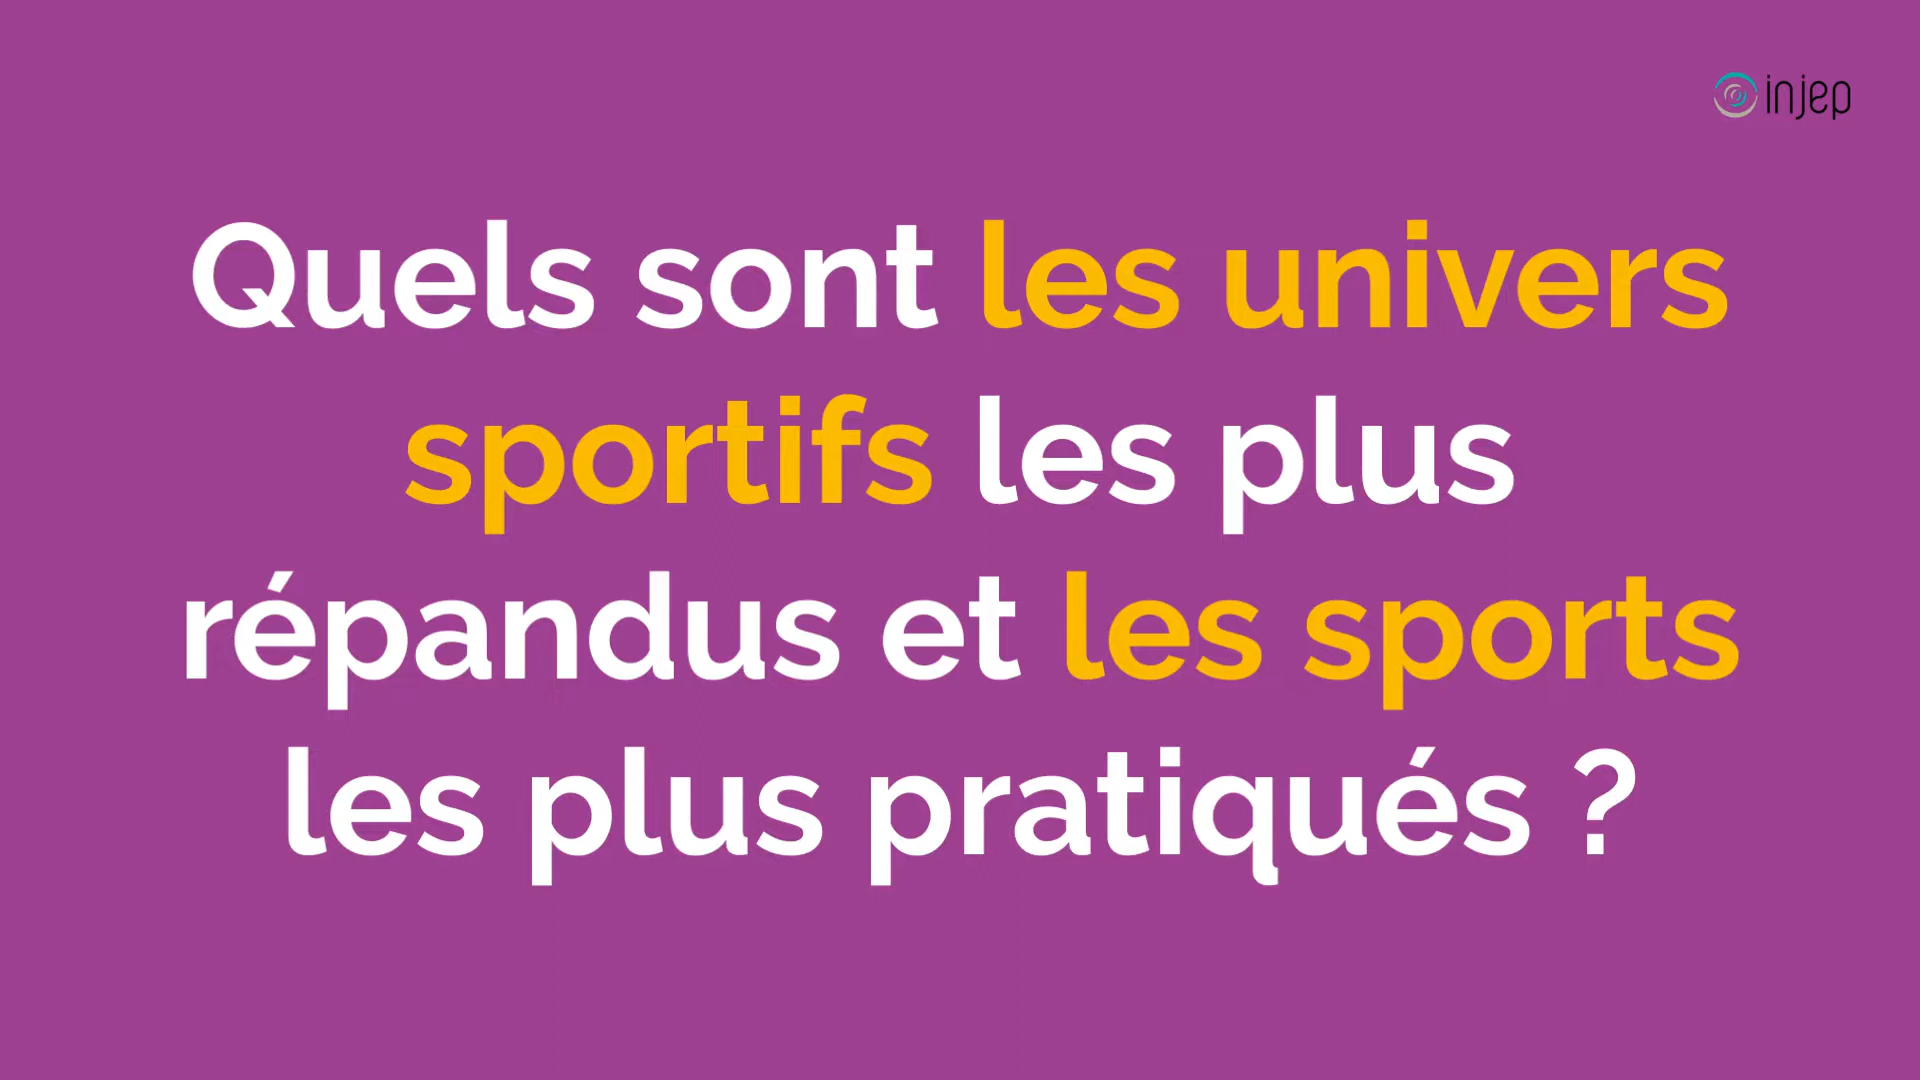 injep
Quels sont les univers
sportifs les plus
répandus et les sports
les plus pratiqués ?